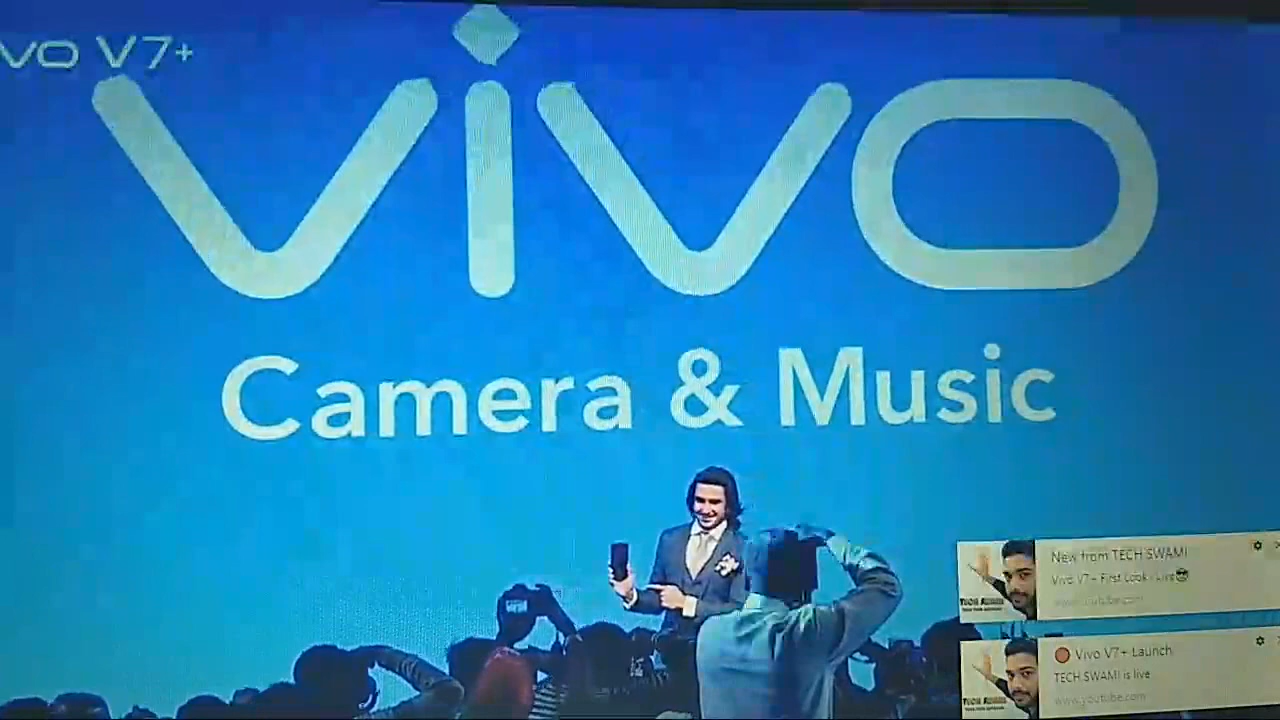 vo V7+
vivo
Camera & Music
New from TECH SWAMI
Vivo V7+ First Look - Live😎
www.youtube.com
🔴 Vivo V7+ Launch
TECH SWAMI is live
www.youtube.com